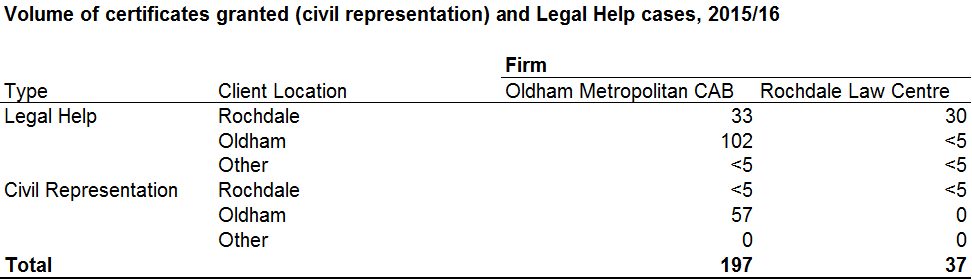 Volume of certificates granted (civil representation) and Legal Help cases, 2015/16
Firm
Type Client Location Oldham Metropolitan CAB Rochdale Law Centre
Legal Help Rochdale 33 30
Oldham 102 <5
Other <5 <5
Civil Representation Rochdale <5 <5
Oldham 57 0
Other 0 0
Total 197 37